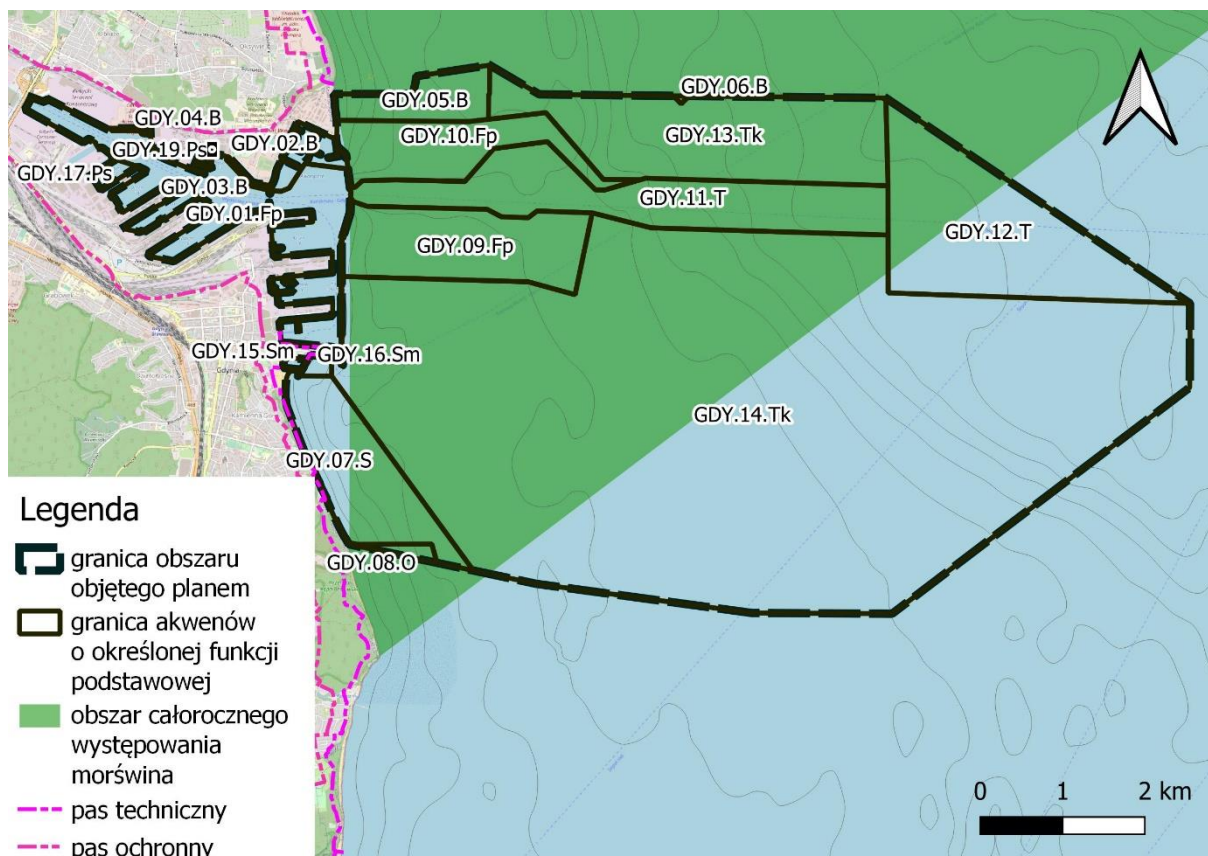 GDY.06.B
GDY.05.B
GDY.04.B
GDY.10.Fp
GDY.13.Tk
GDY.02.B
GDY.19.Ps
GDY.17.Ps
GDY.03.B
GDY.11.T
GDY.01.Fp
GDY.12.T
GDY.09.Fp
GDY.15.Sm
GDY.16.Sm
GDY.14.Tk
GDY.07.S
GDY.08.O
Gdynia
Legenda
granica obszaru
objętego planem
granica akwenów
o określonej funkcji
podstawowej
obszar całorocznego
występowania
morświna
pas techniczny
pas ochronny
0 1 2 km